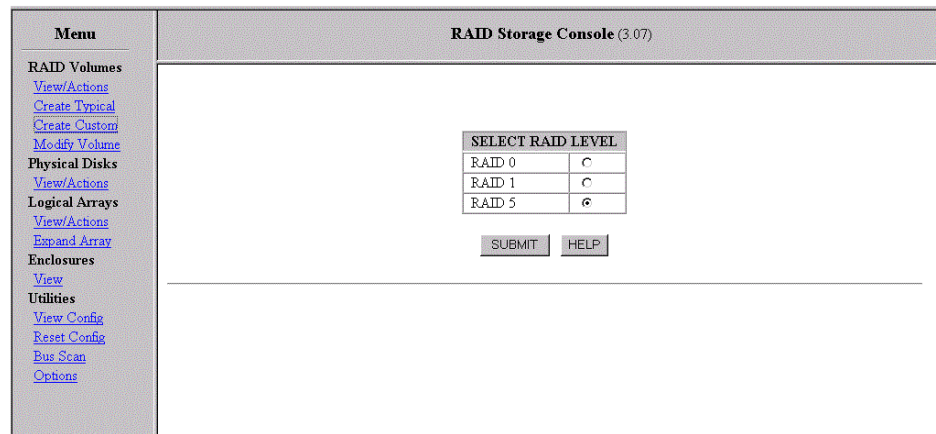 Menu
RAID Storage Console (3.07)
RAID Volumes
View/Actions
Create Typical
Create Custom
Modify Volume
Physical Disks
View/Actions
Logical Arrays
View/Actions
Expand Array
Enclosures
View
Utilities
View Config
Reset Config
Bus Scan
Options
SELECT RAID LEVEL
RAID 0
RAID 1
RAID 5
SUBMIT HELP